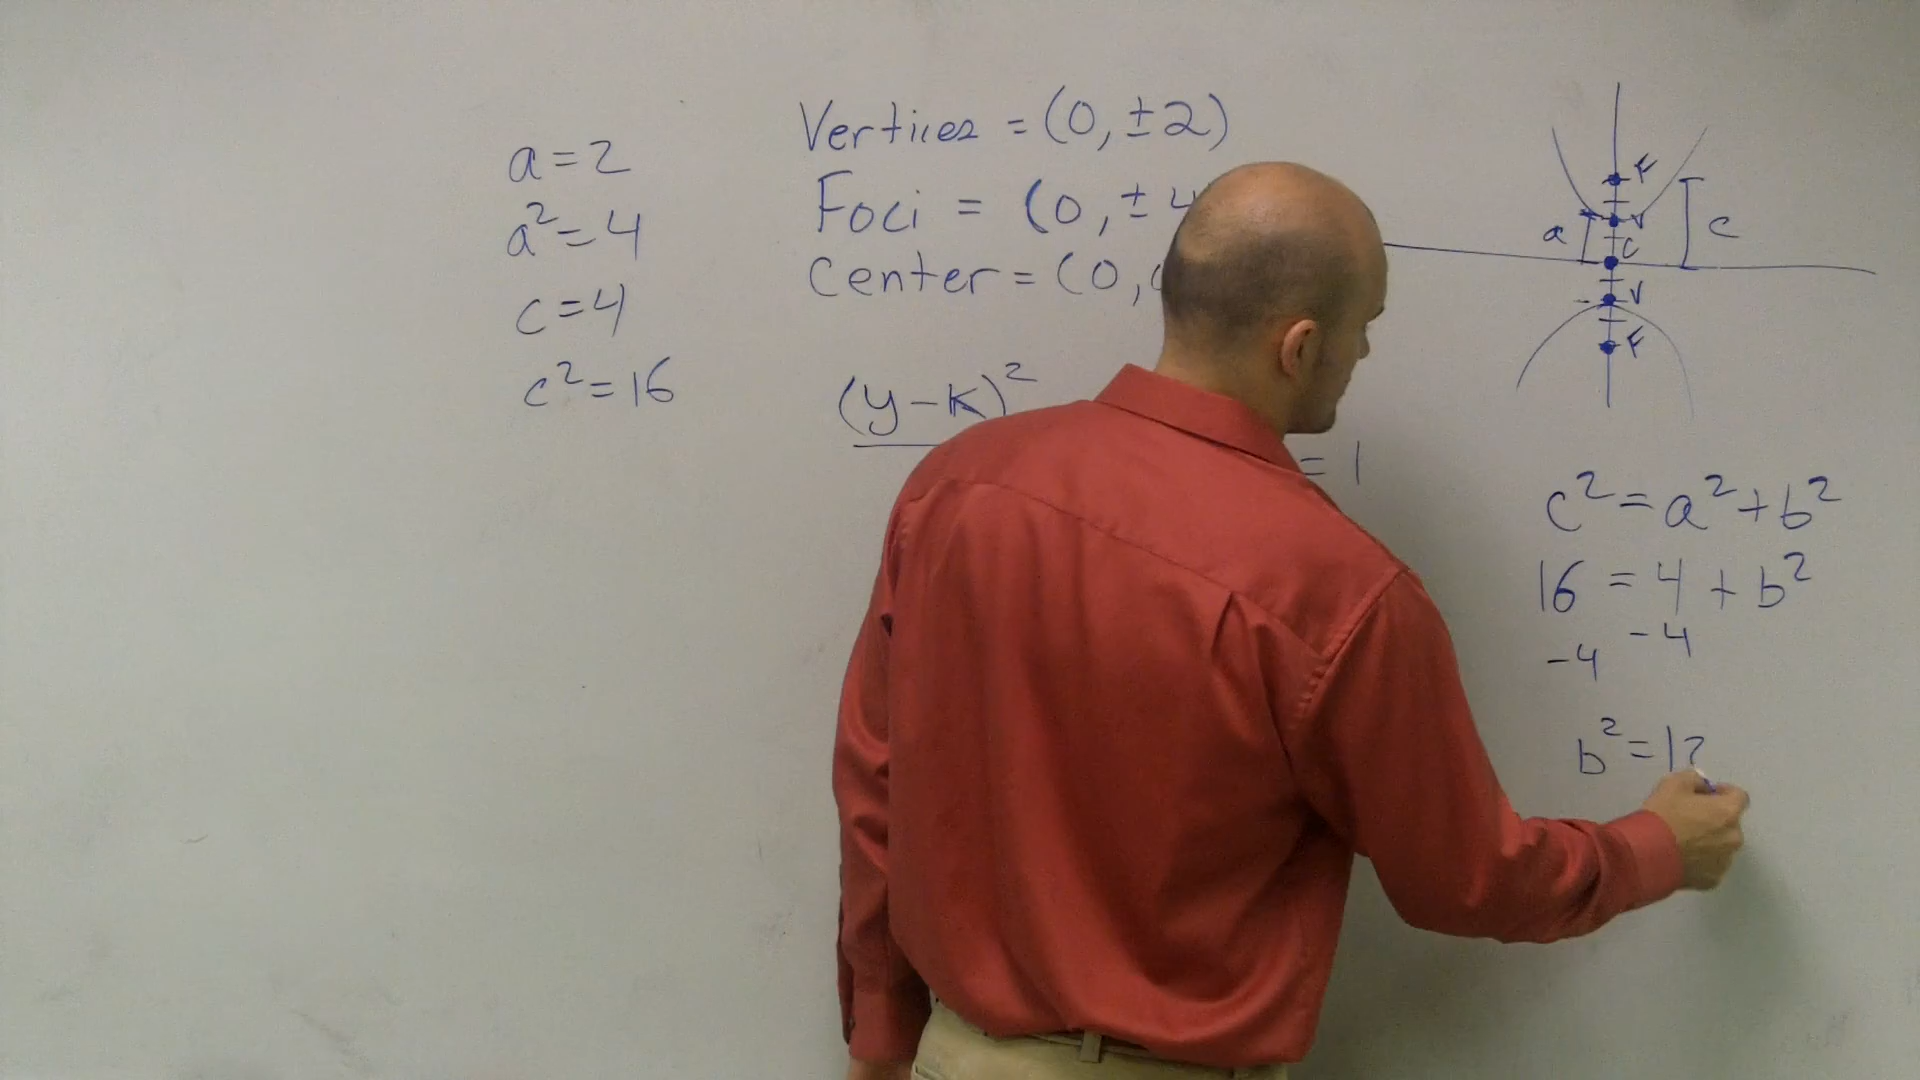 a = 2
a² = 4
c = 4
c² = 16
Vertices = (0, ±2)
Foci = (0, ± 4
Center = (0,
(y - k)²
= 1
F
V
a
C
c
V
F
c² = a² + b²
16 = 4 + b²
-4 -4
b² = 12